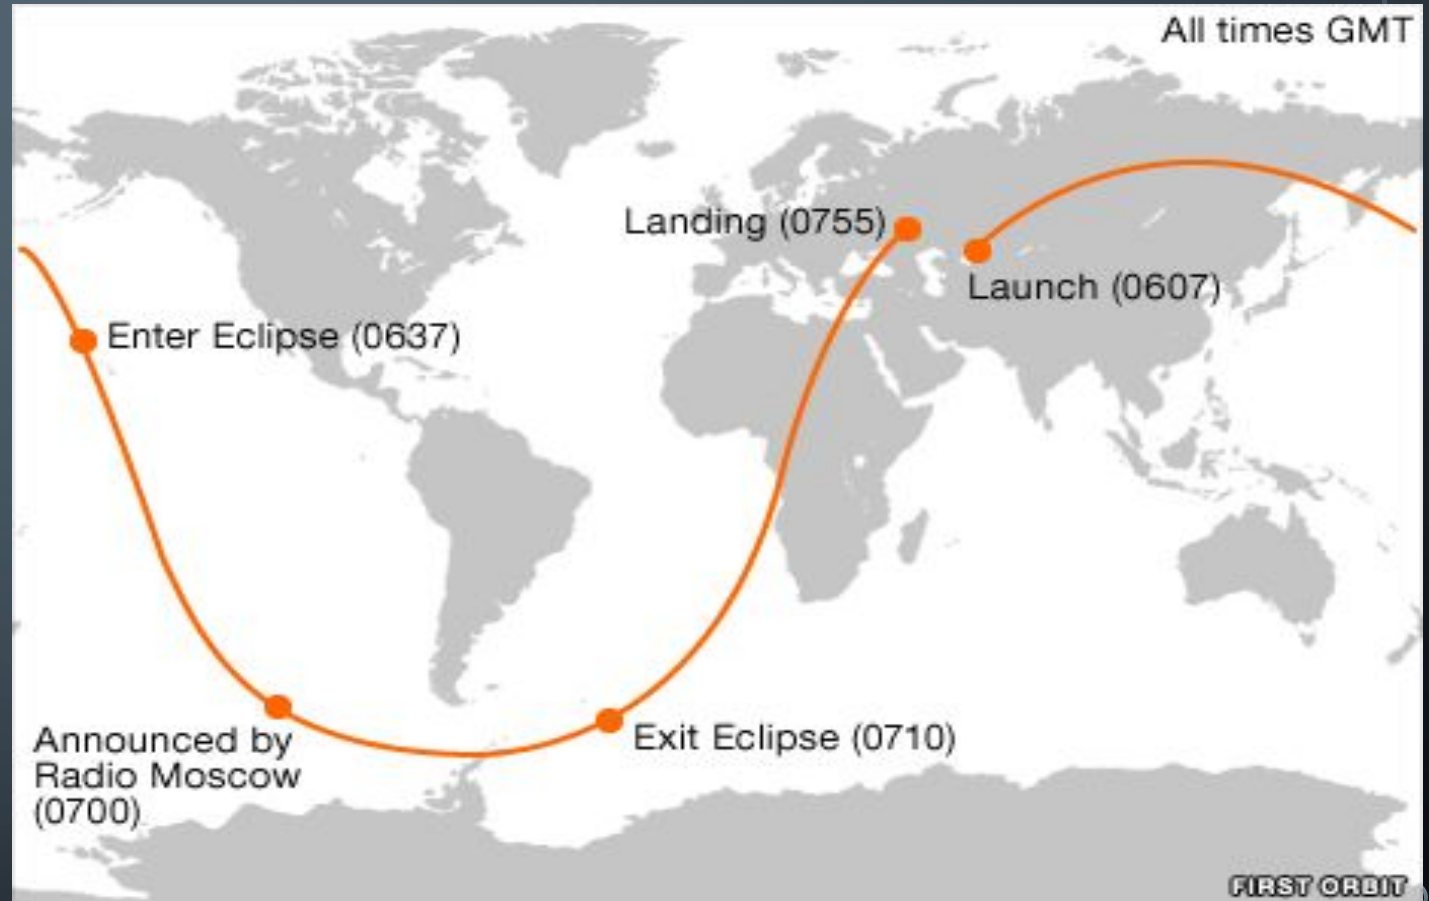 All times GMT
Landing (0755)
Launch (0607)
Enter Eclipse (0637)
Announced by
Radio Moscow
(0700)
Exit Eclipse (0710)
FIRST ORBIT